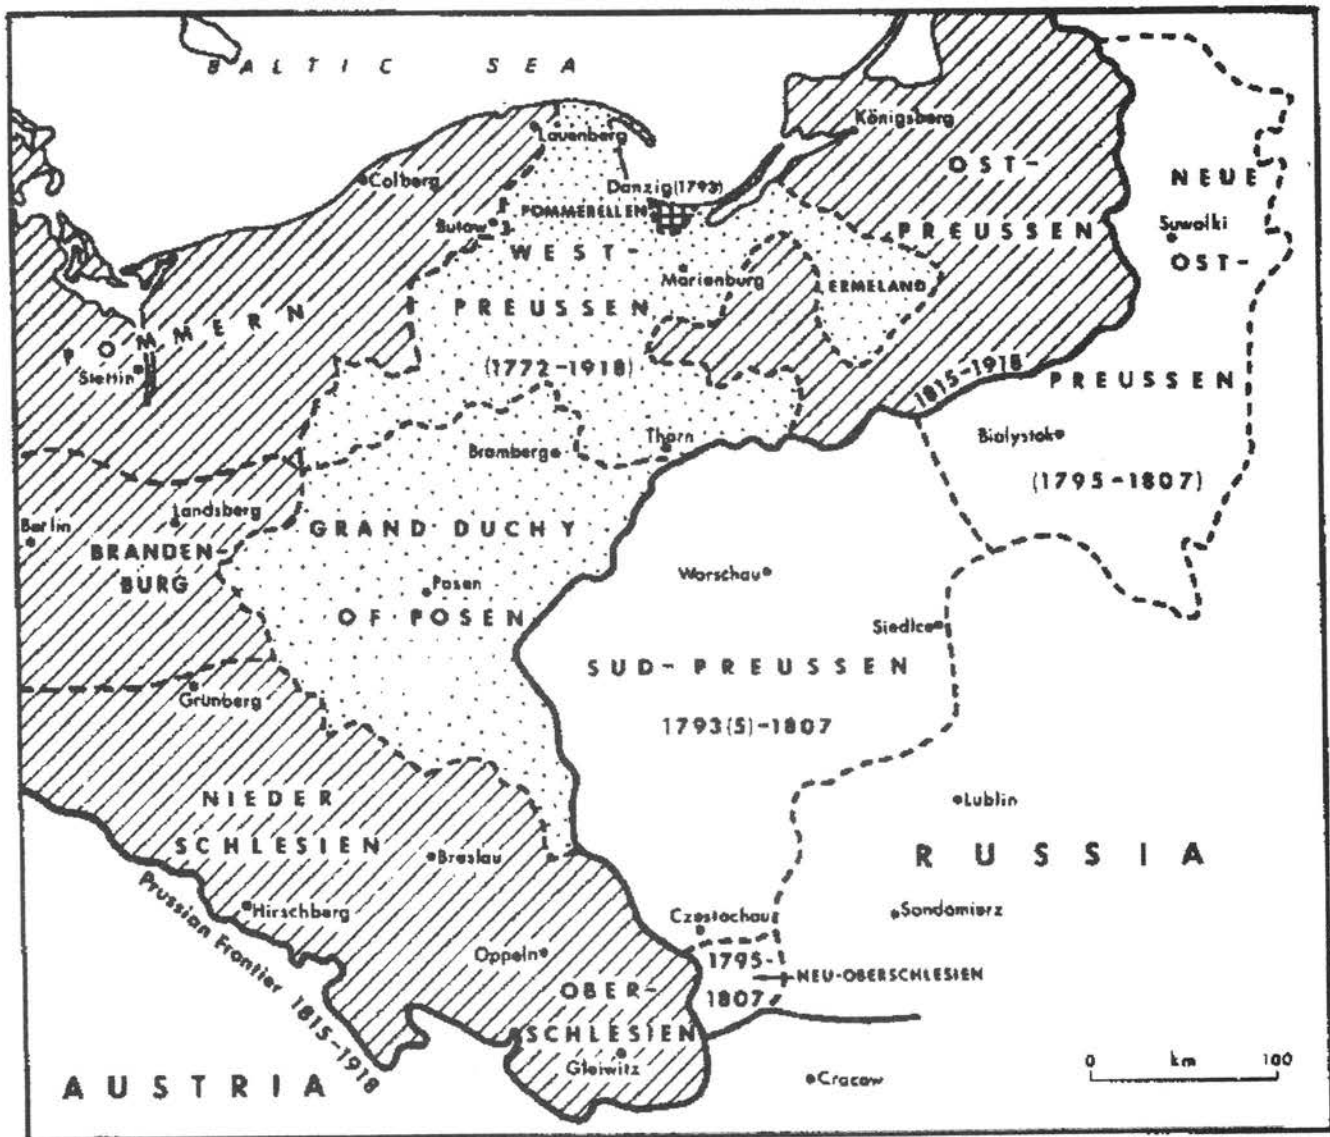 BALTIC SEA
Lauenberg
Königsberg
Colberg
Danzig (1793)
POMMERELLEN
Butow
OST-
PREUSSEN
NEUE
Suwalki
OST-
PREUSSEN
WEST-
PREUSSEN
(1772-1918)
Marienburg
ERMELAND
POMMERN
Stettin
1815-1918
Bialystok
(1795-1807)
Bromberg
Thorn
Landsberg
Berlin
BRANDEN-
BURG
GRAND DUCHY
OF POSEN
Posen
Warschau
Siedlce
SUD-PREUSSEN
1793(5)-1807
Grünberg
NIEDER
SCHLESIEN
Breslau
Lublin
RUSSIA
Hirschberg
Prussian Frontier 1815-1918
Czestochau
Sandomierz
Oppeln
1795-
1807
NEU-OBERSCHLESIEN
OBER-
SCHLESIEN
Gleiwitz
AUSTRIA
Cracow
0 km 100